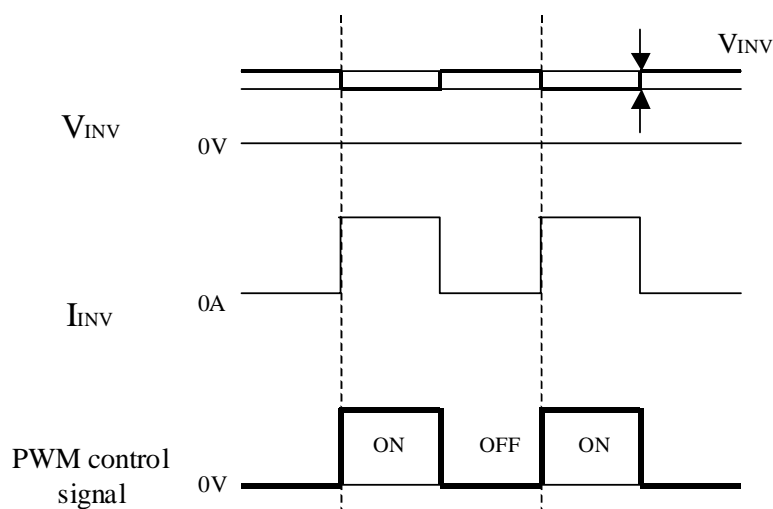 VINV
VINV
0V
0A
IINV
ON
OFF
ON
PWM control
signal
0V